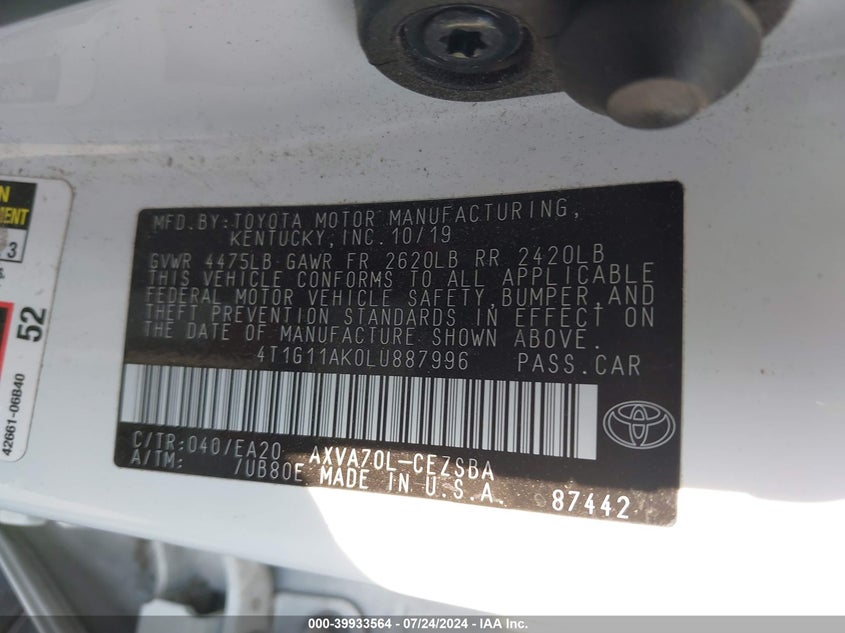 MFD.BY:TOYOTA MOTOR MANUFACTURING,
KENTUCKY, INC. 10/19
GVWR 4475LB GAWR FR 2620LB RR 2420LB
THIS VEHICLE CONFORMS TO ALL APPLICABLE
FEDERAL MOTOR VEHICLE SAFETY, BUMPER, AND
THEFT PREVENTION STANDARDS IN EFFECT ON
THE DATE OF MANUFACTURE SHOWN ABOVE.
4T1G11AK0LU887996 PASS.CAR
C/TR:040/EA20 AXVA70L-CEZSBA
A/TM: /UB80E MADE IN U.S.A. 87442
3
52
42661-06B40
000-39933564 / 07/24/2024 / IAA Inc.